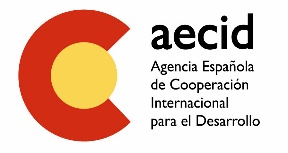 aecid
Agencia Española
de Cooperación
Internacional
para el Desarrollo